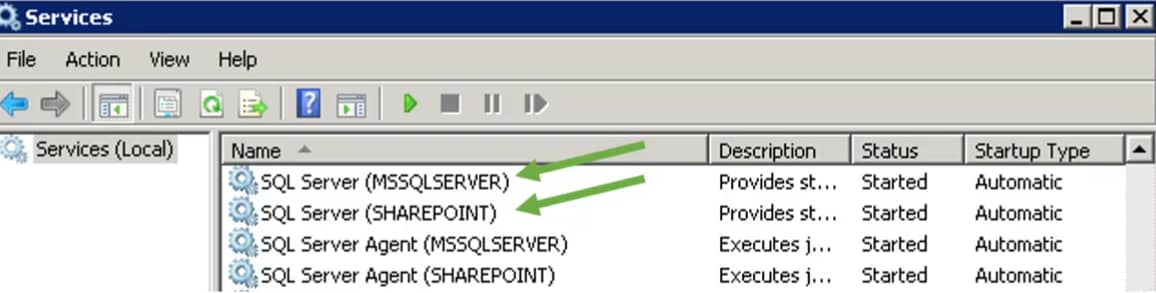 Services
File Action View Help
Services (Local)
Name Description Status Startup Type
SQL Server (MSSQLSERVER) Provides st... Started Automatic
SQL Server (SHAREPOINT) Provides st... Started Automatic
SQL Server Agent (MSSQLSERVER) Executes j... Started Automatic
SQL Server Agent (SHAREPOINT) Executes j... Started Automatic